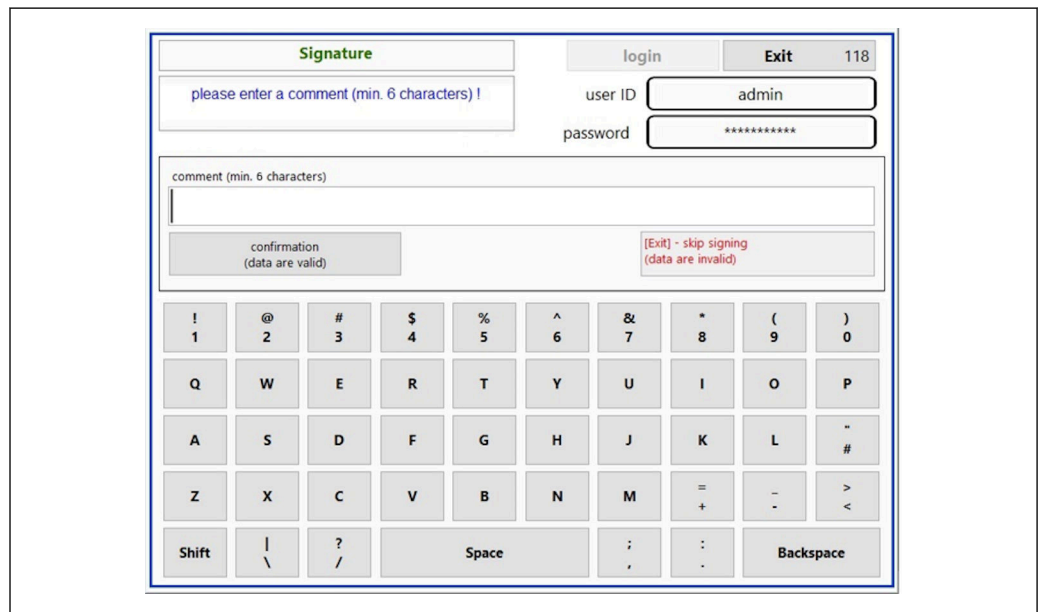 Signature
login
Exit 118
please enter a comment (min. 6 characters) !
user ID admin
password ***********
comment (min. 6 characters)
confirmation
(data are valid)
[Exit] - skip signing
(data are invalid)
! @ # $ % ^ & * ( )
1 2 3 4 5 6 7 8 9 0
Q W E R T Y U I O P
A S D F G H J K L "
#
Z X C V B N M = _ >
+ - <
Shift | ? Space ; : Backspace
\ / , .